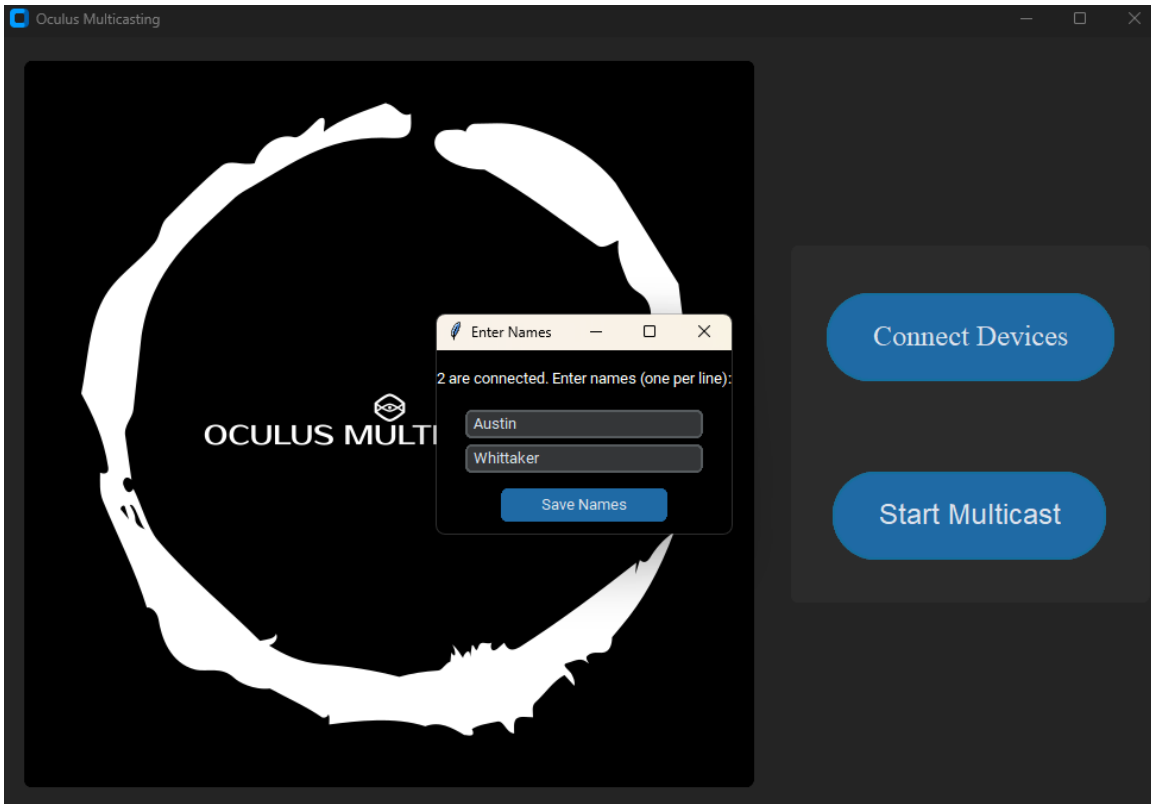 Oculus Multicasting
Enter Names
2 are connected. Enter names (one per line):
Austin
Whittaker
Save Names
OCULUS MULTI
Connect Devices
Start Multicast